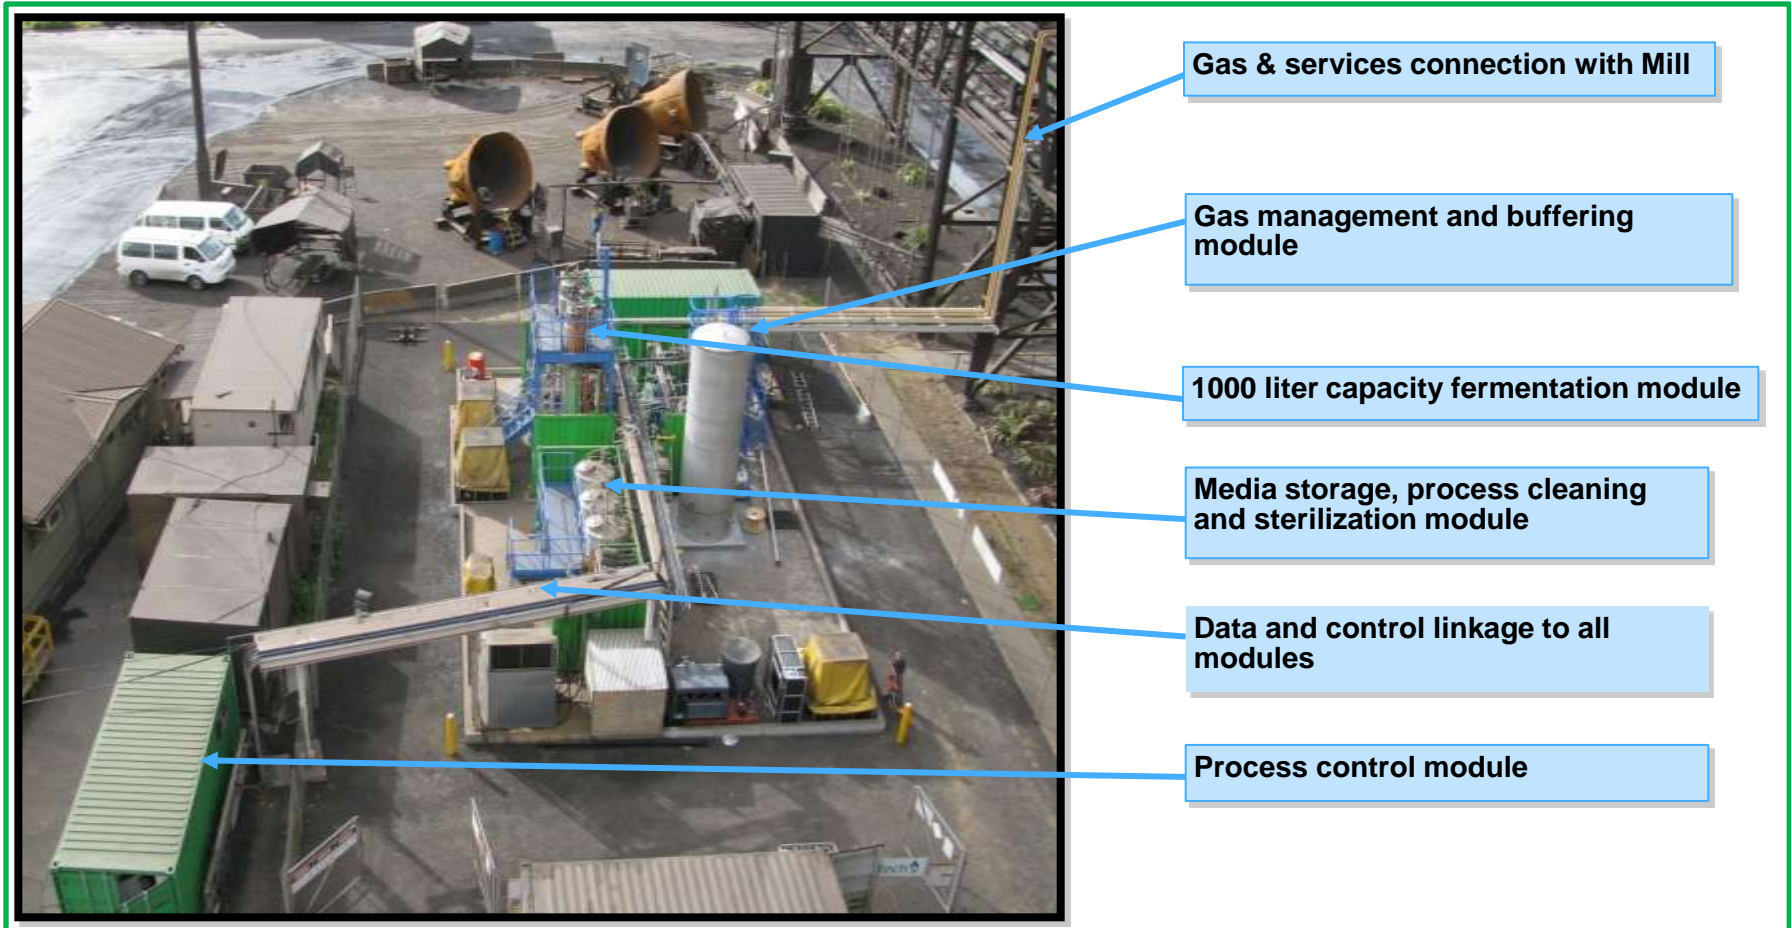 Gas & services connection with Mill
Gas management and buffering
module
1000 liter capacity fermentation module
Media storage, process cleaning
and sterilization module
Data and control linkage to all
modules
Process control module